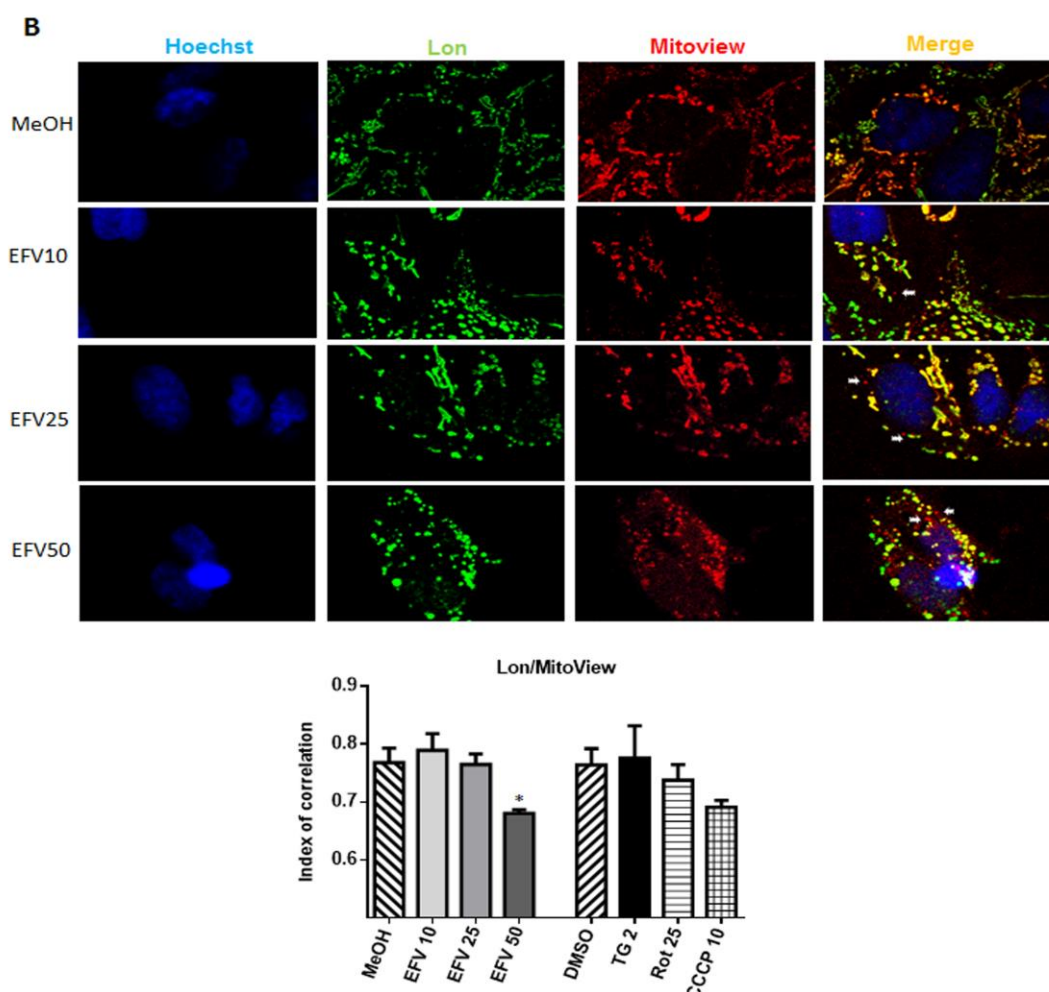 B
Hoechst Lon Mitoview Merge
MeOH
EFV10
EFV25
EFV50
Lon/MitoView
Index of correlation
0.9
0.8
0.7
0.6
*
MeOH EFV 10 EFV 25 EFV 50 DMSO TG 2 Rot 25 CCCP 10